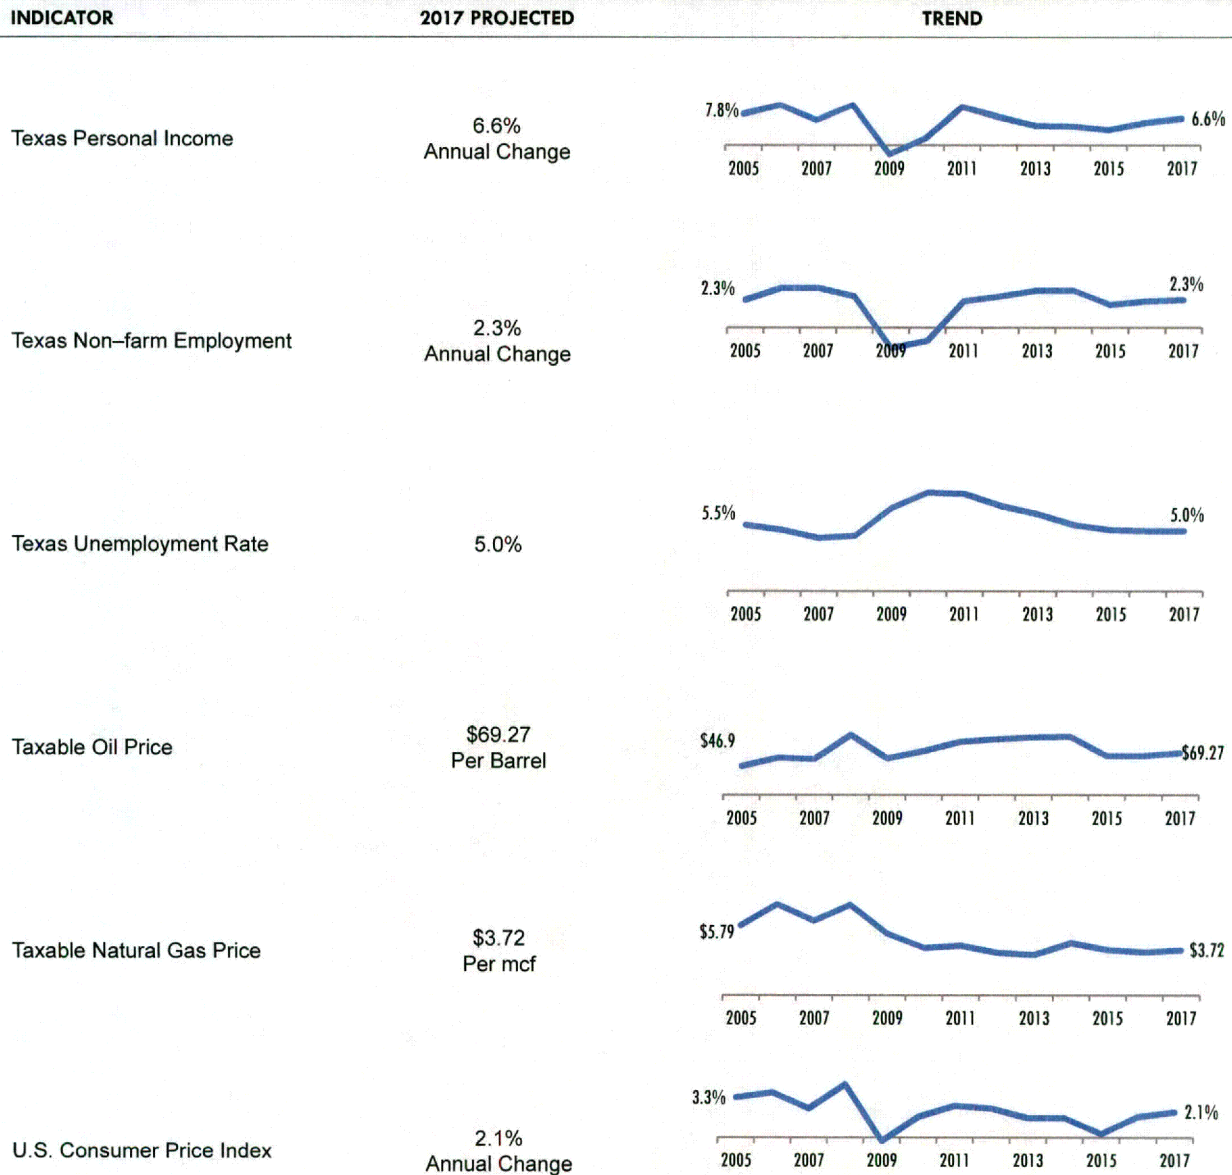 INDICATOR 2017 PROJECTED TREND
Texas Personal Income
6.6%
Annual Change
7.8%
6.6%
2005 2007 2009 2011 2013 2015 2017
Texas Non–farm Employment
2.3%
Annual Change
2.3%
2.3%
2005 2007 2009 2011 2013 2015 2017
Texas Unemployment Rate
5.0%
5.5%
5.0%
2005 2007 2009 2011 2013 2015 2017
Taxable Oil Price
$69.27
Per Barrel
$46.9
$69.27
2005 2007 2009 2011 2013 2015 2017
Taxable Natural Gas Price
$3.72
Per mcf
$5.79
$3.72
2005 2007 2009 2011 2013 2015 2017
U.S. Consumer Price Index
2.1%
Annual Change
3.3%
2.1%
2005 2007 2009 2011 2013 2015 2017